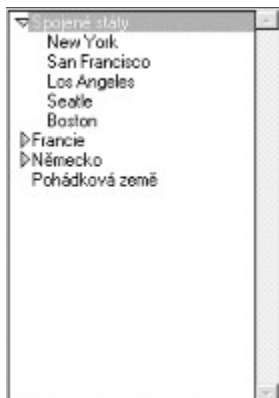 Spojené státy
New York
San Francisco
Los Angeles
Seatle
Boston
Francie
Německo
Pohádková země